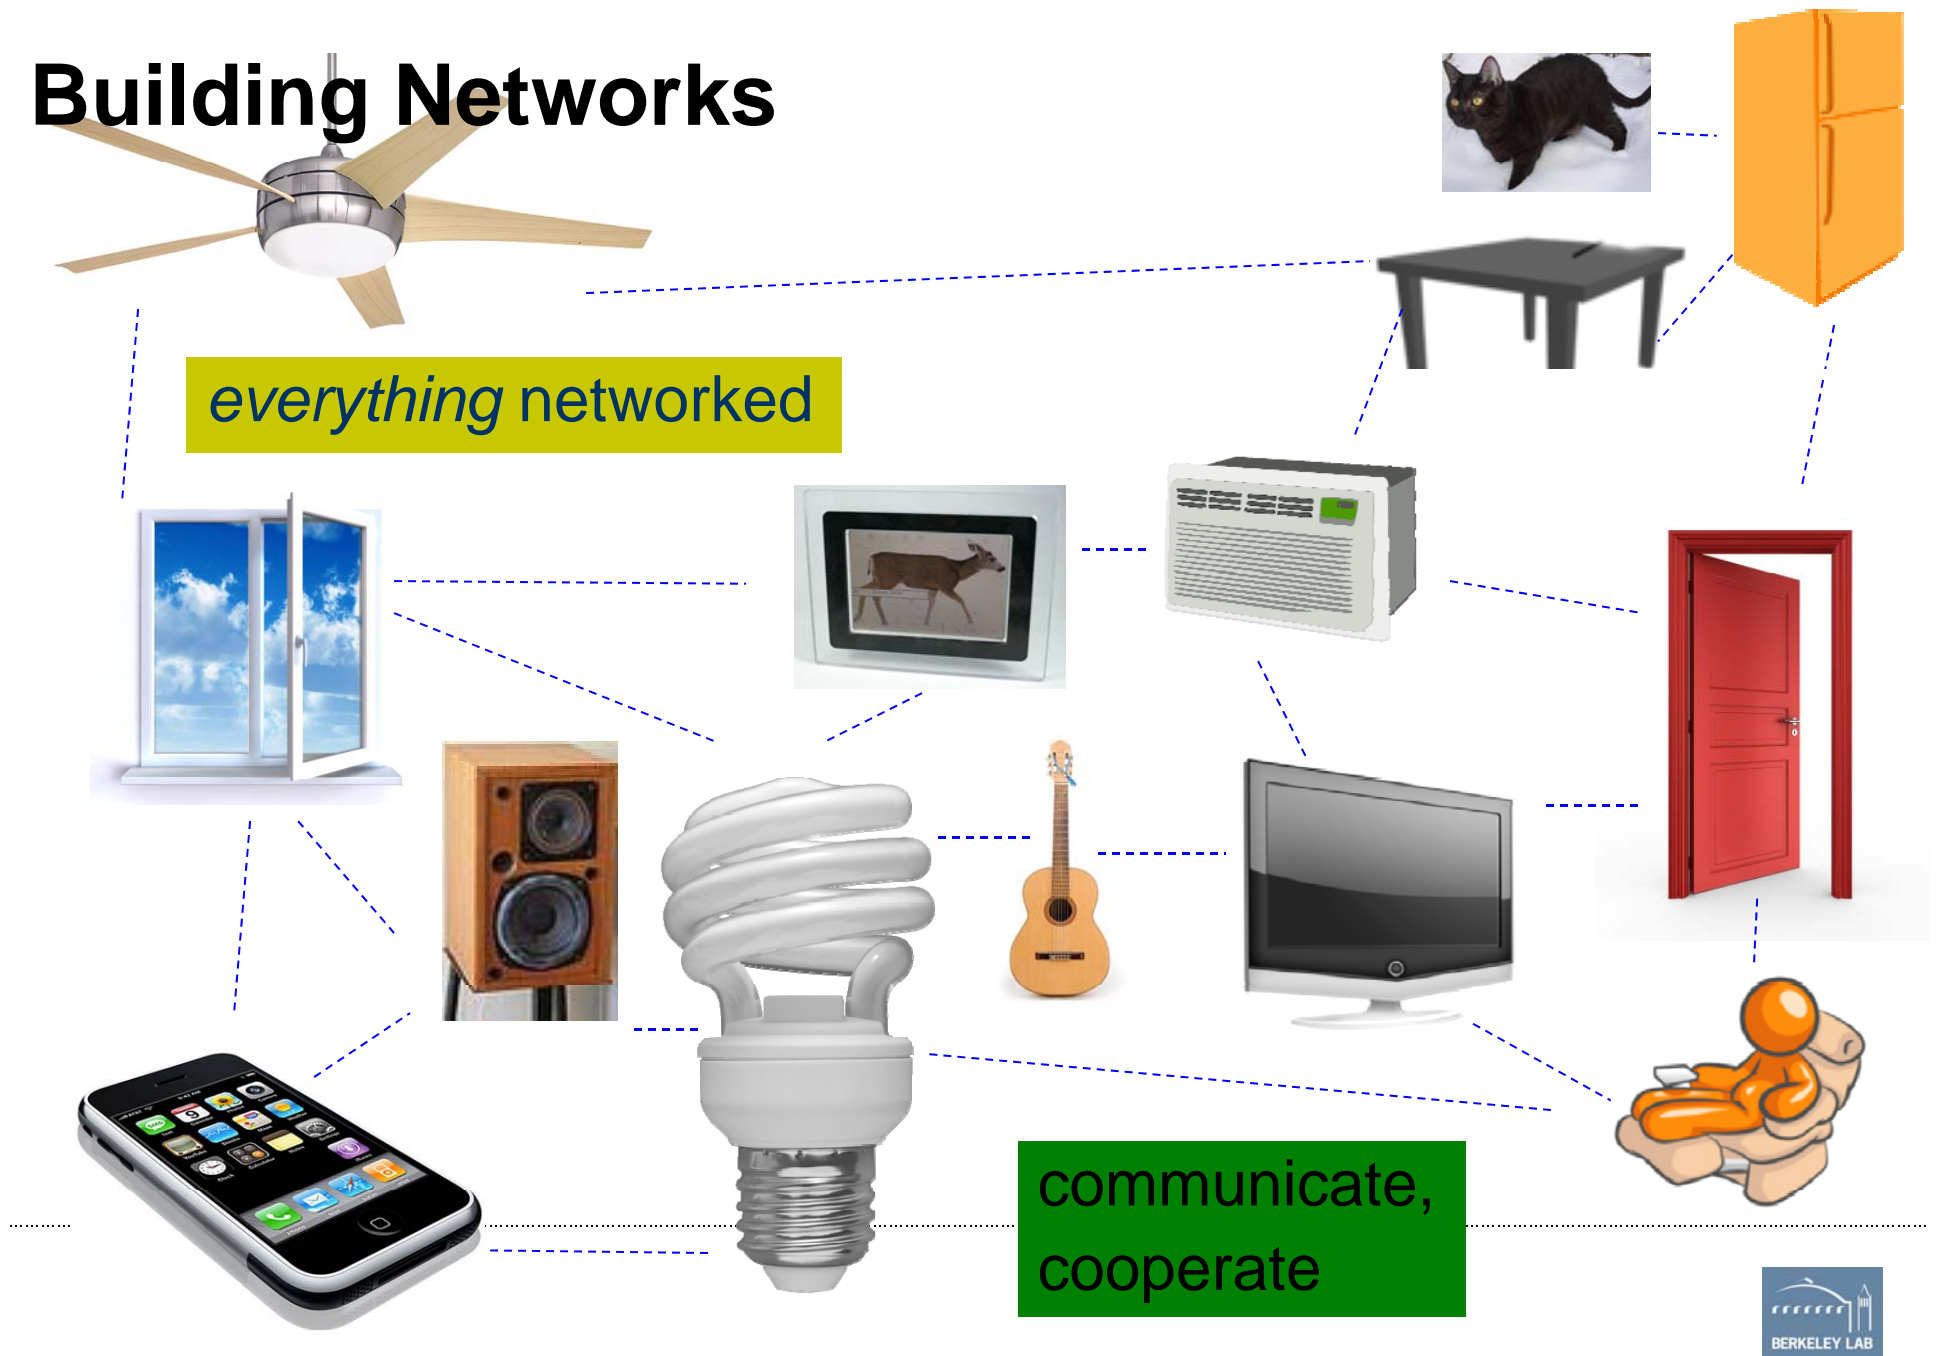 Building Networks
everything networked
communicate,
cooperate
BERKELEY LAB